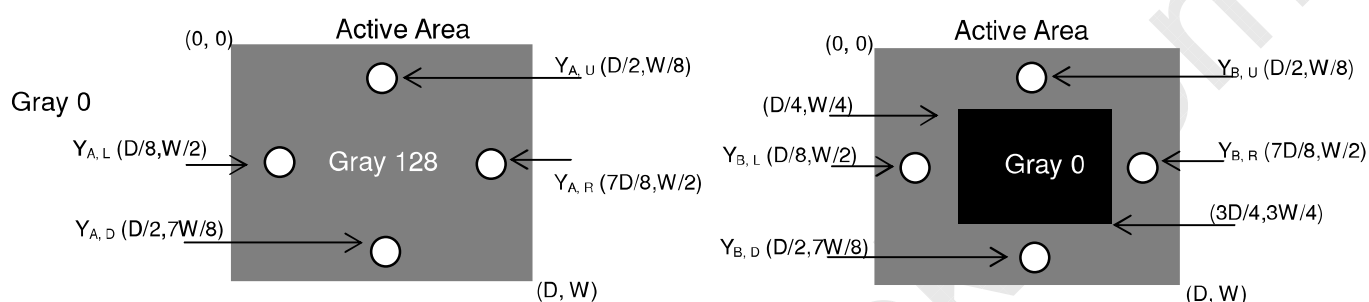 Active Area
(0, 0)
Y_A, U (D/2,W/8)
Gray 0
Y_A, L (D/8,W/2)
Gray 128
Y_A, R (7D/8,W/2)
Y_A, D (D/2,7W/8)
(D, W)
Active Area
(0, 0)
Y_B, U (D/2,W/8)
(D/4,W/4)
Y_B, L (D/8,W/2)
Gray 0
Y_B, R (7D/8,W/2)
(3D/4,3W/4)
Y_B, D (D/2,7W/8)
(D, W)